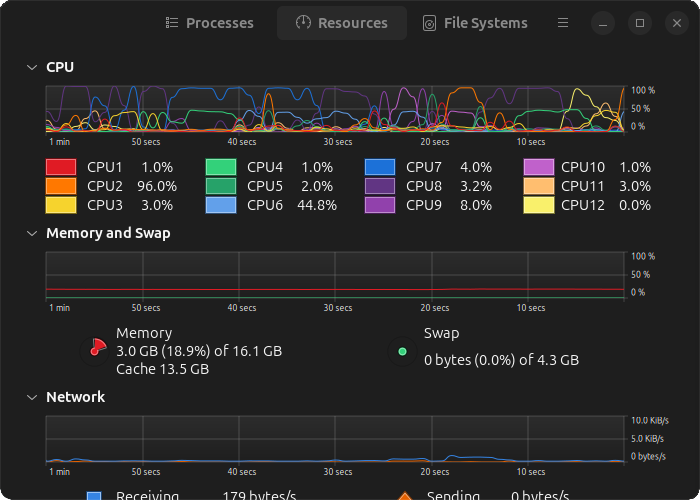 Processes Resources File Systems
CPU
100 %
50 %
0 %
1 min 50 secs 40 secs 30 secs 20 secs 10 secs
CPU1 1.0% CPU4 1.0% CPU7 4.0% CPU10 1.0%
CPU2 96.0% CPU5 2.0% CPU8 3.2% CPU11 3.0%
CPU3 3.0% CPU6 44.8% CPU9 8.0% CPU12 0.0%
Memory and Swap
100 %
50 %
0 %
1 min 50 secs 40 secs 30 secs 20 secs 10 secs
Memory
3.0 GB (18.9%) of 16.1 GB
Cache 13.5 GB
Swap
0 bytes (0.0%) of 4.3 GB
Network
10.0 KiB/s
5.0 KiB/s
0 bytes/s
1 min 50 secs 40 secs 30 secs 20 secs 10 secs
Receiving 179 bytes/s Sending 0 bytes/s